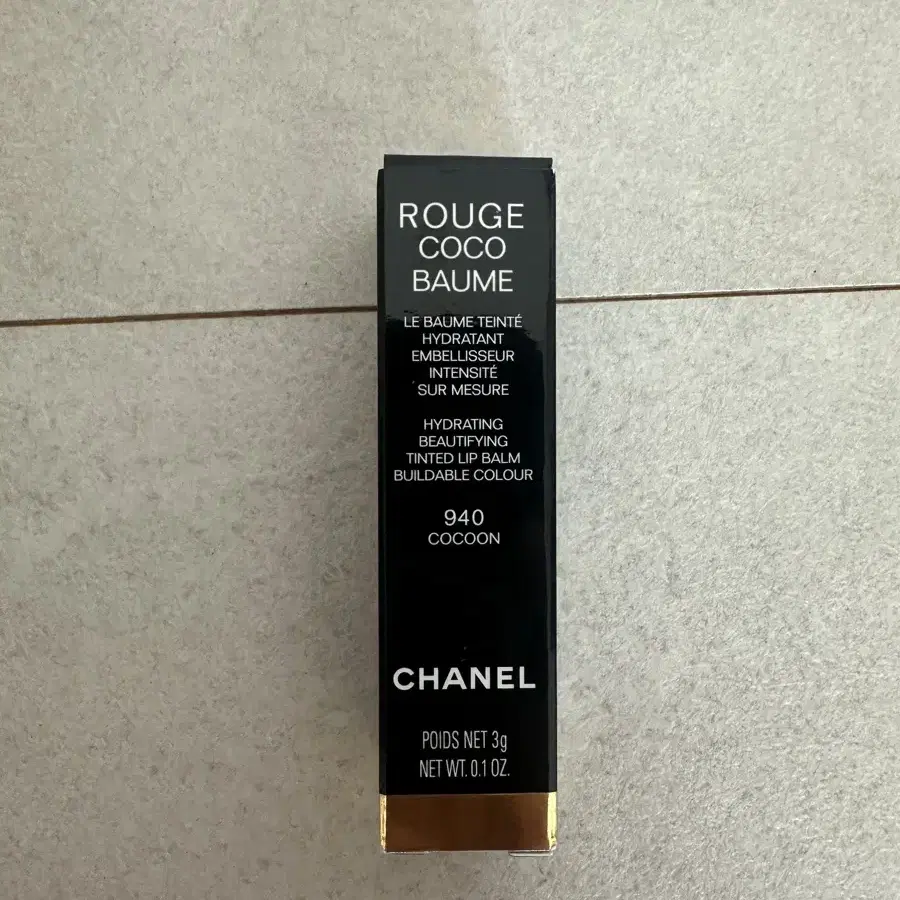 ROUGE
COCO
BAUME
LE BAUME TEINTÉ
HYDRATANT
EMBELLISSEUR
INTENSITÉ
SUR MESURE
HYDRATING
BEAUTIFYING
TINTED LIP BALM
BUILDABLE COLOUR
940
COCOON
CHANEL
POIDS NET 3g
NET WT. 0.1 OZ.